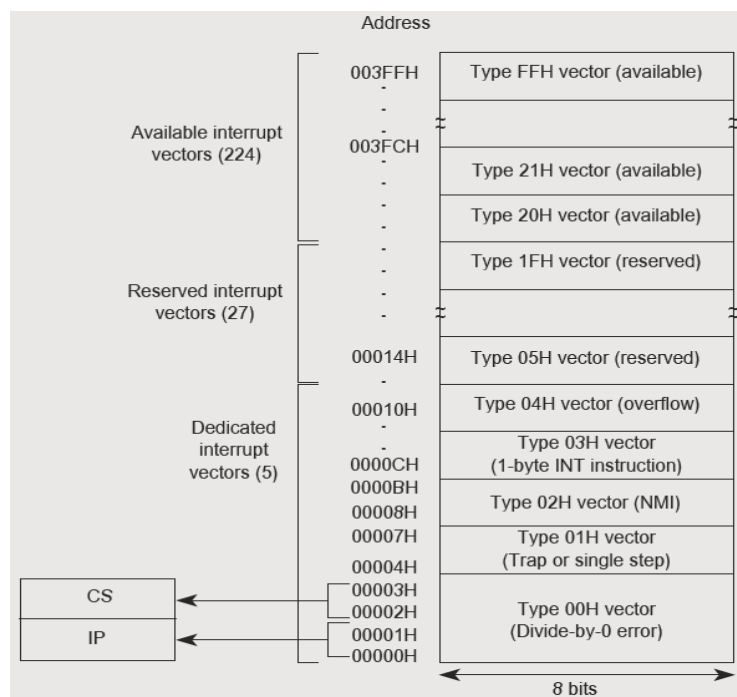 Address
003FFH
Type FFH vector (available)
Available interrupt
vectors (224)
003FCH
Type 21H vector (available)
Type 20H vector (available)
Type 1FH vector (reserved)
Reserved interrupt
vectors (27)
00014H
Type 05H vector (reserved)
00010H
Type 04H vector (overflow)
Dedicated
interrupt
vectors (5)
Type 03H vector
(1-byte INT instruction)
0000CH
0000BH
Type 02H vector (NMI)
00008H
00007H
Type 01H vector
(Trap or single step)
00004H
00003H
CS
00002H
Type 00H vector
(Divide-by-0 error)
00001H
IP
00000H
8 bits